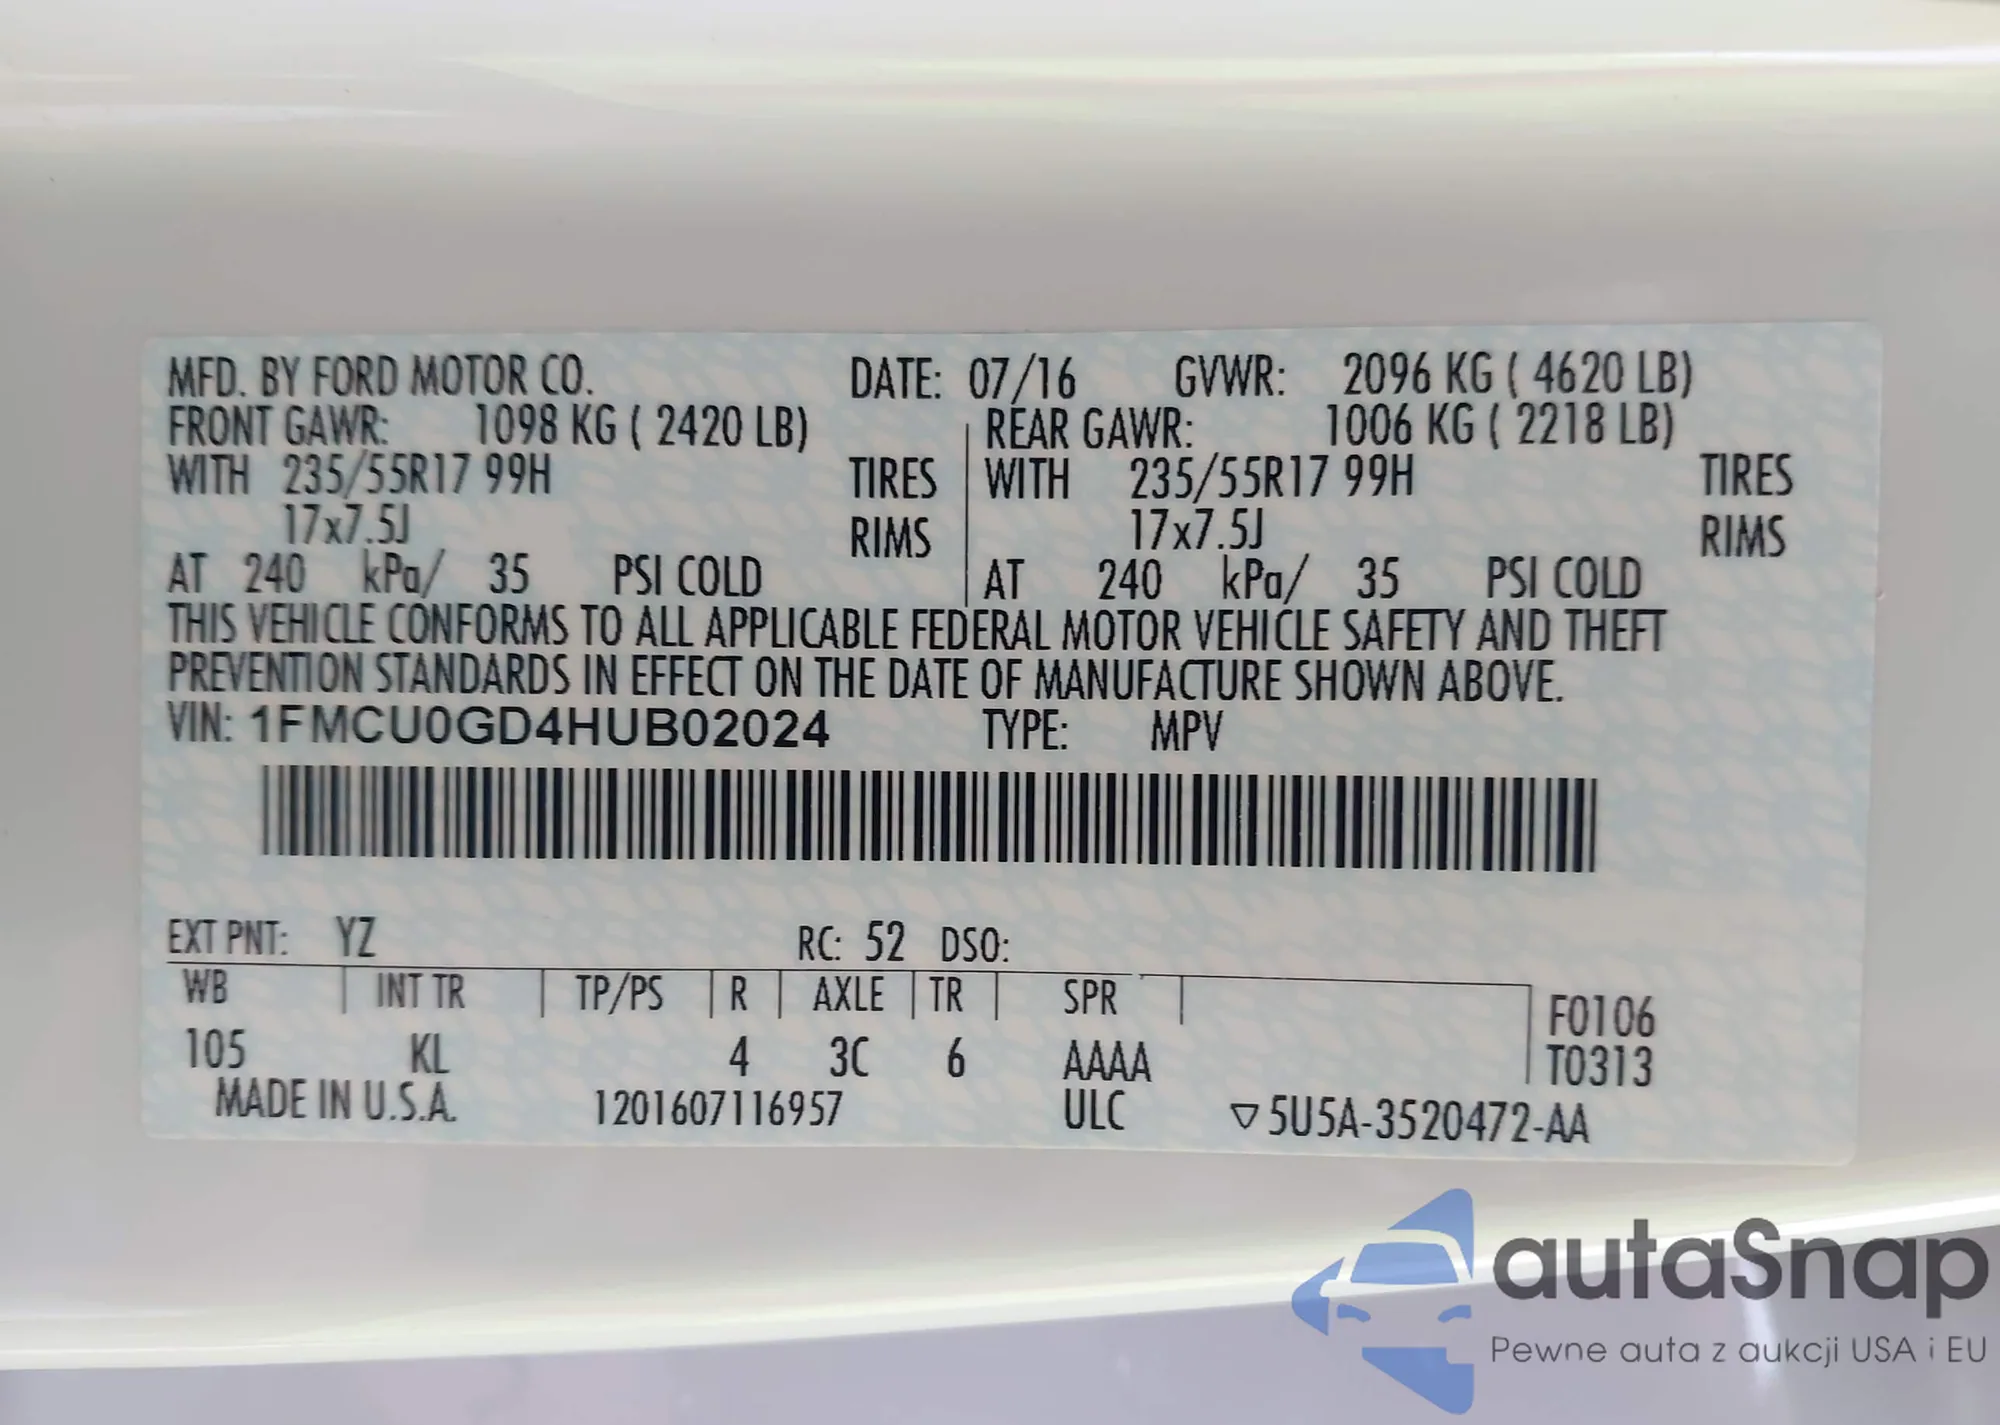 MFD. BY FORD MOTOR CO. DATE: 07/16 GVWR: 2096 KG ( 4620 LB)
FRONT GAWR: 1098 KG ( 2420 LB) REAR GAWR: 1006 KG ( 2218 LB)
WITH 235/55R17 99H TIRES WITH 235/55R17 99H TIRES
17x7.5J RIMS 17x7.5J RIMS
AT 240 kPa/ 35 PSI COLD AT 240 kPa/ 35 PSI COLD
THIS VEHICLE CONFORMS TO ALL APPLICABLE FEDERAL MOTOR VEHICLE SAFETY AND THEFT
PREVENTION STANDARDS IN EFFECT ON THE DATE OF MANUFACTURE SHOWN ABOVE.
VIN: 1FMCU0GD4HUB02024 TYPE: MPV
EXT PNT: YZ RC: 52 DSO:
WB INT TR TP/PS R AXLE TR SPR F0106
105 KL 4 3C 6 AAAA T0313
MADE IN U.S.A. 1201607116957 ULC ▽5U5A-3520472-AA
autaSnap
Pewne auta z aukcji USA i EU